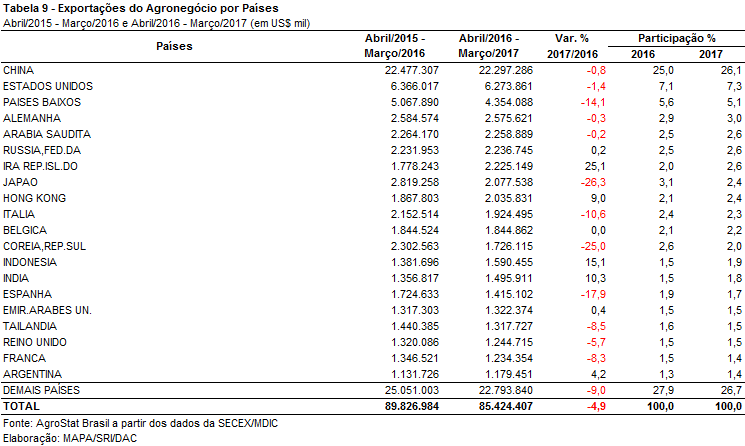 Tabela 9 - Exportações do Agronegócio por Países
Abril/2015 - Março/2016 e Abril/2016 - Março/2017 (em US$ mil)
Países Abril/2015 - Março/2016 Abril/2016 - Março/2017 Var. % 2017/2016 Participação % 2016 2017
CHINA 22.477.307 22.297.286 -0,8 25,0 26,1
ESTADOS UNIDOS 6.366.017 6.273.861 -1,4 7,1 7,3
PAISES BAIXOS 5.067.890 4.354.088 -14,1 5,6 5,1
ALEMANHA 2.584.574 2.575.621 -0,3 2,9 3,0
ARABIA SAUDITA 2.264.170 2.258.889 -0,2 2,5 2,6
RUSSIA,FED.DA 2.231.953 2.236.745 0,2 2,5 2,6
IRA REP.ISL.DO 1.778.243 2.225.149 25,1 2,0 2,6
JAPAO 2.819.258 2.077.538 -26,3 3,1 2,4
HONG KONG 1.867.803 2.035.831 9,0 2,1 2,4
ITALIA 2.152.514 1.924.495 -10,6 2,4 2,3
BELGICA 1.844.524 1.844.862 0,0 2,1 2,2
COREIA,REP.SUL 2.302.563 1.726.115 -25,0 2,6 2,0
INDONESIA 1.381.696 1.590.455 15,1 1,5 1,9
INDIA 1.356.817 1.495.911 10,3 1,5 1,8
ESPANHA 1.724.633 1.415.102 -17,9 1,9 1,7
EMIR.ARABES UN. 1.317.303 1.322.374 0,4 1,5 1,5
TAILANDIA 1.440.385 1.317.727 -8,5 1,6 1,5
REINO UNIDO 1.320.086 1.244.715 -5,7 1,5 1,5
FRANCA 1.346.521 1.234.354 -8,3 1,5 1,4
ARGENTINA 1.131.726 1.179.451 4,2 1,3 1,4
DEMAIS PAÍSES 25.051.003 22.793.840 -9,0 27,9 26,7
TOTAL 89.826.984 85.424.407 -4,9 100,0 100,0
Fonte: AgroStat Brasil a partir dos dados da SECEX/MDIC
Elaboração: MAPA/SRI/DAC